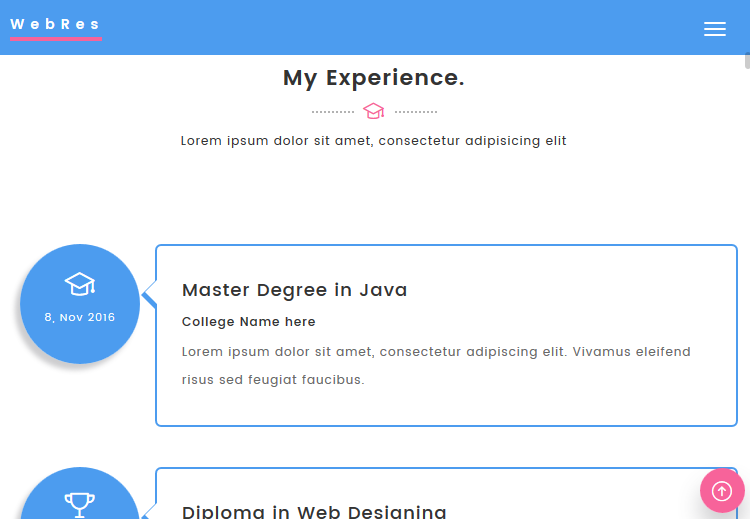 WebRes
My Experience.
Lorem ipsum dolor sit amet, consectetur adipisicing elit
8, Nov 2016
Master Degree in Java
College Name here
Lorem ipsum dolor sit amet, consectetur adipiscing elit. Vivamus eleifend
risus sed feugiat faucibus.
Diploma in Web Designing